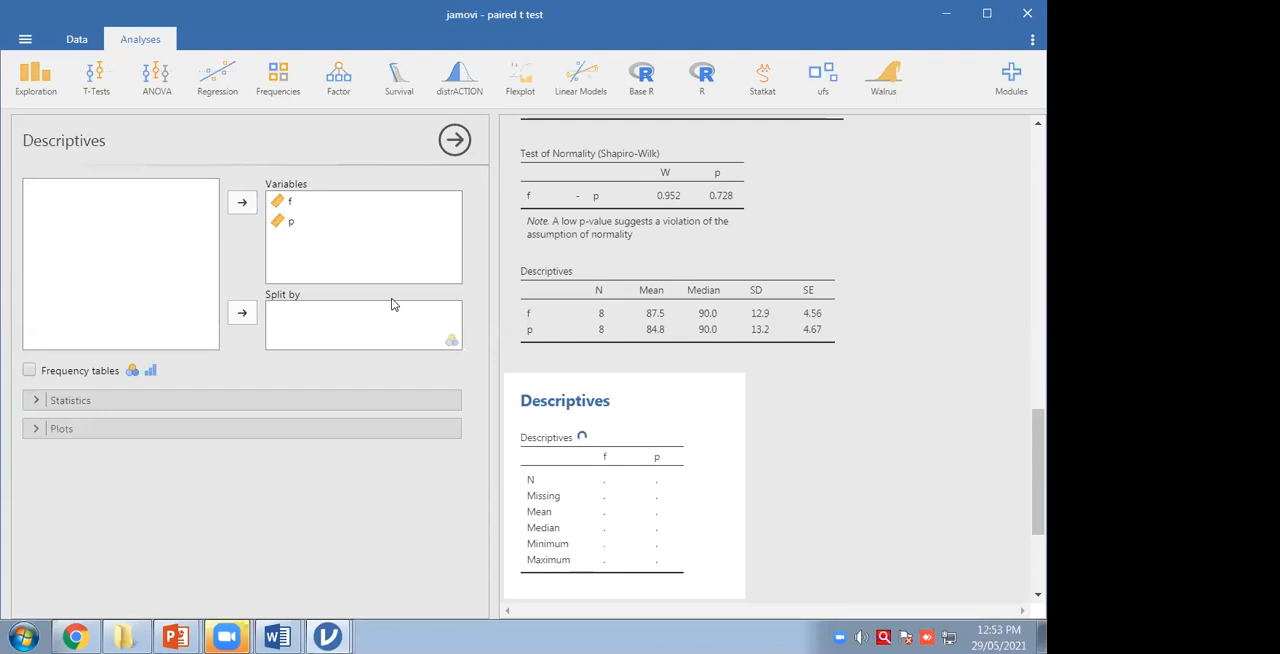 jamovi - paired t test
Data
Analyses
Exploration
T-Tests
ANOVA
Regression
Frequencies
Factor
Survival
distrACTION
Flexplot
Linear Models
Base R
R
Statkat
ufs
Walrus
Modules
Descriptives
Variables
f
p
Split by
Frequency tables
Statistics
Plots
Test of Normality (Shapiro-Wilk)
W p
f - p 0.952 0.728
Note. A low p-value suggests a violation of the
assumption of normality
Descriptives
N Mean Median SD SE
f 8 87.5 90.0 12.9 4.56
p 8 84.8 90.0 13.2 4.67
Descriptives
Descriptives
f p
N . .
Missing . .
Mean . .
Median . .
Minimum . .
Maximum . .
12:53 PM
29/05/2021